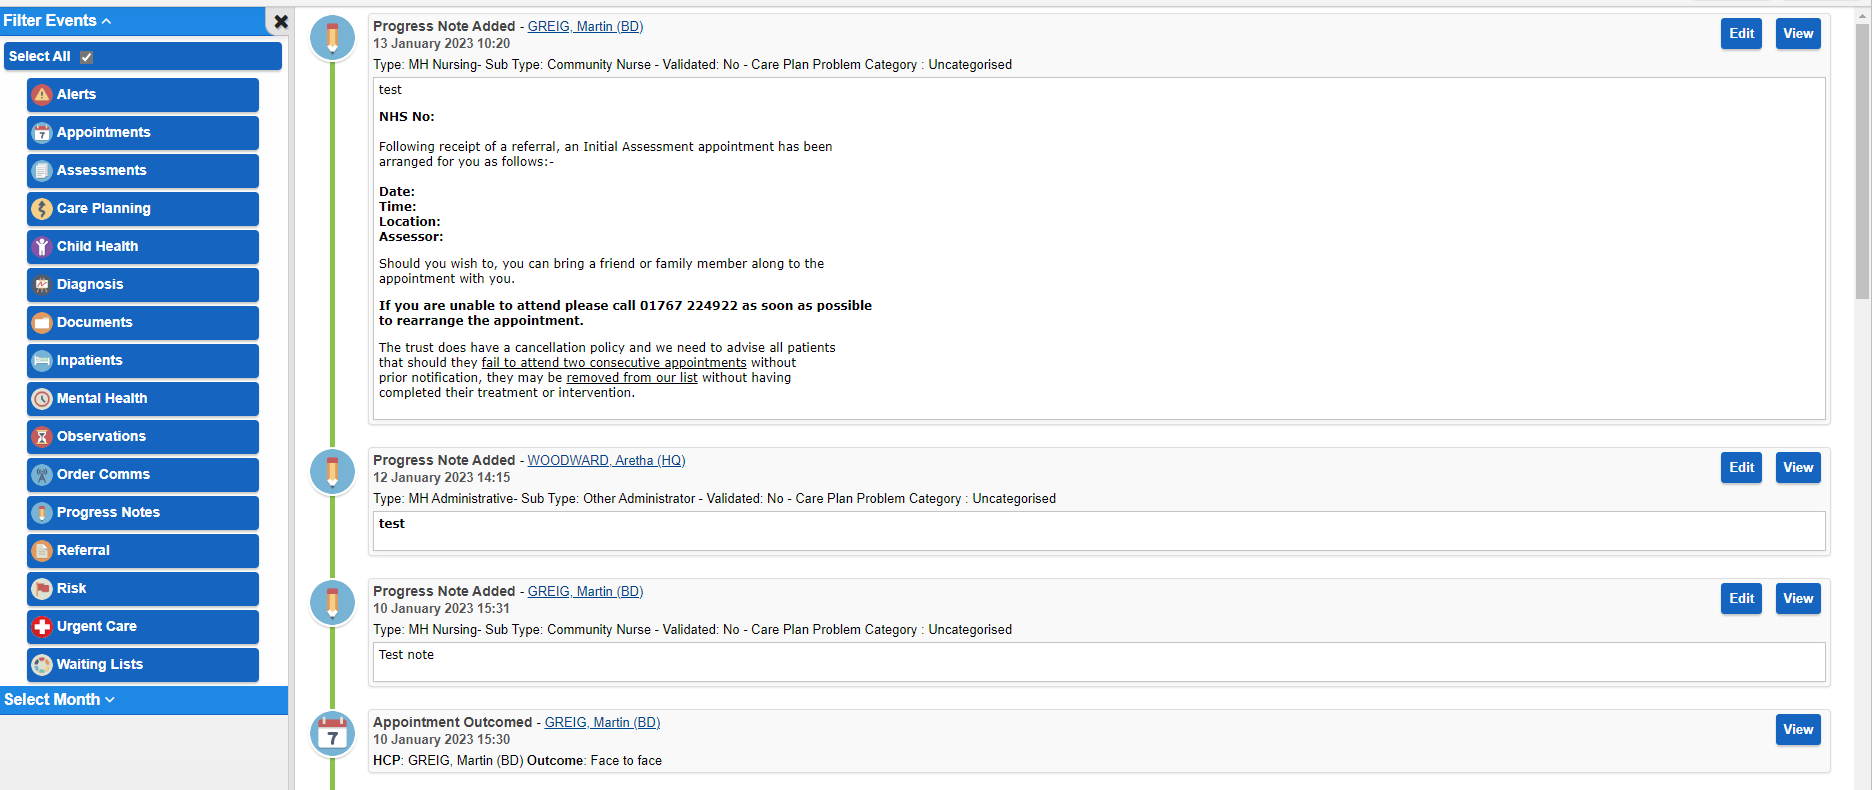 Filter Events
Select All
Alerts
Appointments
Assessments
Care Planning
Child Health
Diagnosis
Documents
Inpatients
Mental Health
Observations
Order Comms
Progress Notes
Referral
Risk
Urgent Care
Waiting Lists
Select Month
Progress Note Added - GREIG, Martin (BD)
13 January 2023 10:20
Edit
View
Type: MH Nursing- Sub Type: Community Nurse - Validated: No - Care Plan Problem Category : Uncategorised
test
NHS No:
Following receipt of a referral, an Initial Assessment appointment has been
arranged for you as follows:-
Date:
Time:
Location:
Assessor:
Should you wish to, you can bring a friend or family member along to the
appointment with you.
If you are unable to attend please call 01767 224922 as soon as possible
to rearrange the appointment.
The trust does have a cancellation policy and we need to advise all patients
that should they fail to attend two consecutive appointments without
prior notification, they may be removed from our list without having
completed their treatment or intervention.
Progress Note Added - WOODWARD, Aretha (HQ)
12 January 2023 14:15
Edit
View
Type: MH Administrative- Sub Type: Other Administrator - Validated: No - Care Plan Problem Category : Uncategorised
test
Progress Note Added - GREIG, Martin (BD)
10 January 2023 15:31
Edit
View
Type: MH Nursing- Sub Type: Community Nurse - Validated: No - Care Plan Problem Category : Uncategorised
Test note
7
Appointment Outcomed - GREIG, Martin (BD)
10 January 2023 15:30
View
HCP: GREIG, Martin (BD) Outcome: Face to face